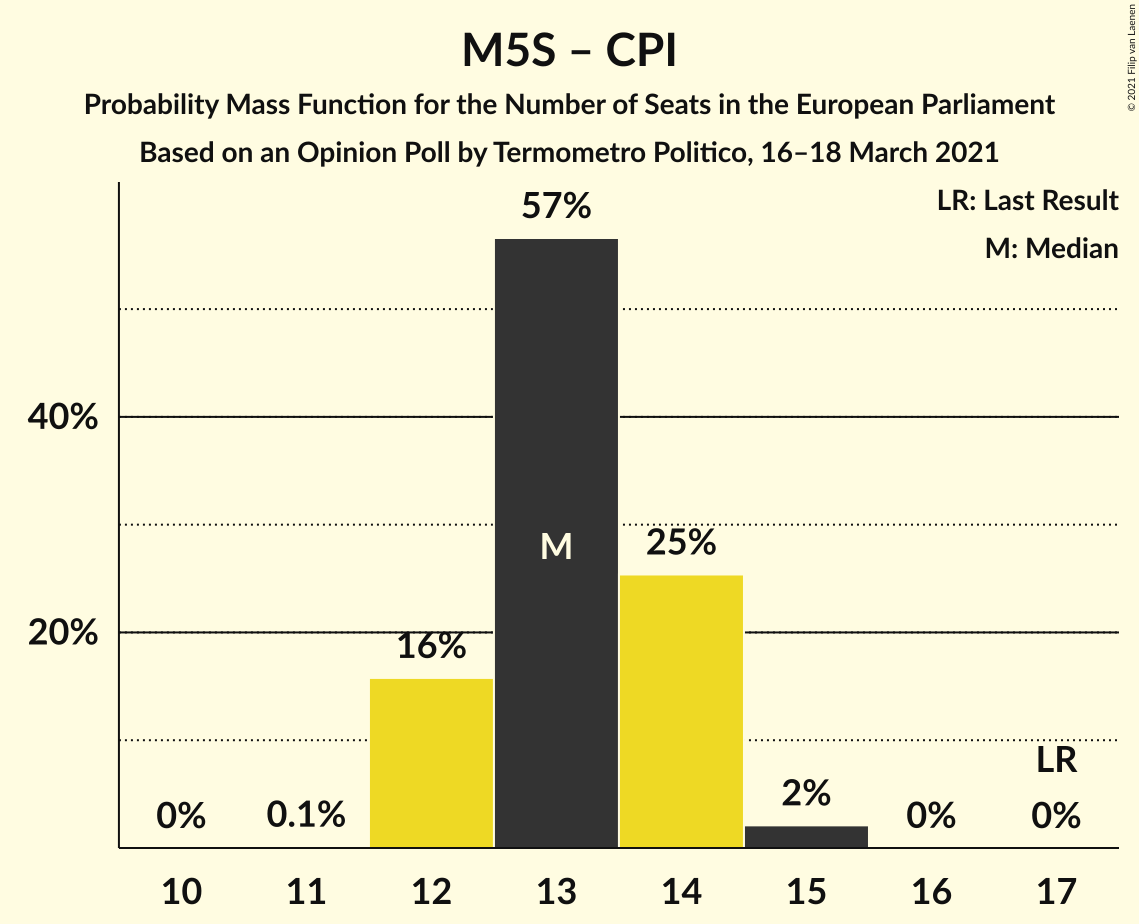 M5S – CPI
Probability Mass Function for the Number of Seats in the European Parliament
Based on an Opinion Poll by Termometro Politico, 16–18 March 2021
© 2021 Filip van Laenen
LR: Last Result
M: Median
57%
40%
M
25%
20%
16%
LR
0%
0.1%
2%
0%
0%
10
11
12
13
14
15
16
17